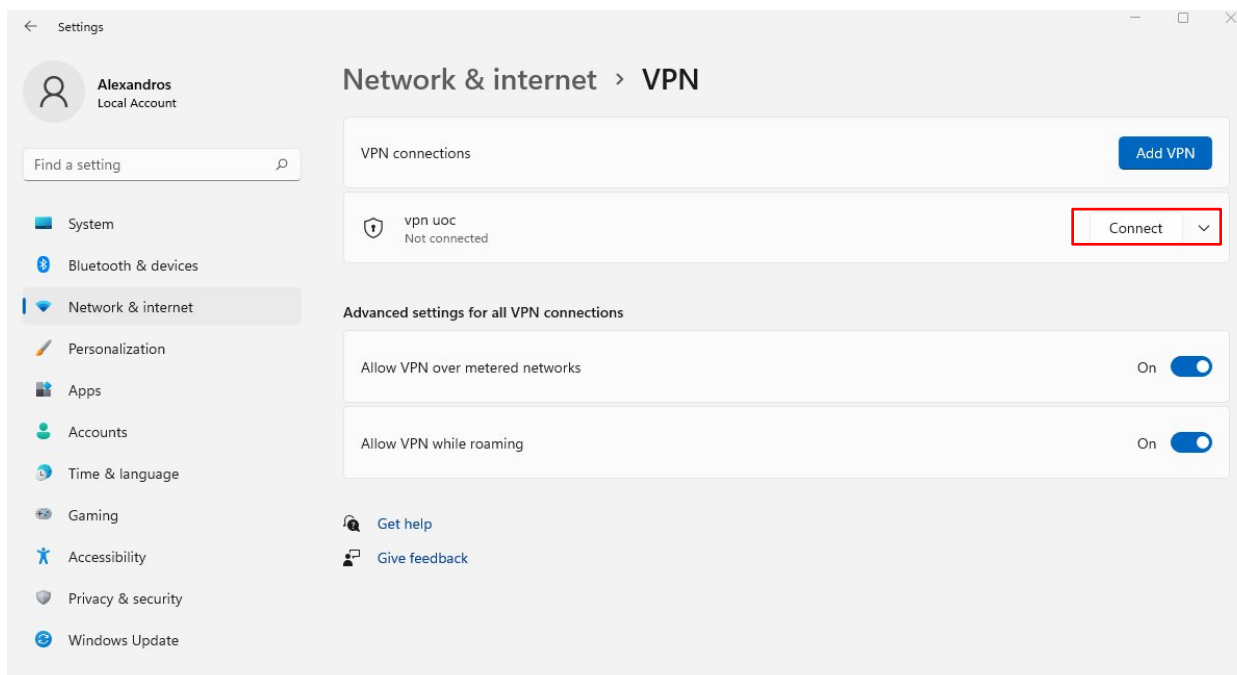 Settings
Alexandros
Local Account
Find a setting
System
Bluetooth & devices
Network & internet
Personalization
Apps
Accounts
Time & language
Gaming
Accessibility
Privacy & security
Windows Update
Network & internet > VPN
VPN connections
Add VPN
vpn uoc
Not connected
Connect
Advanced settings for all VPN connections
Allow VPN over metered networks
On
Allow VPN while roaming
On
Get help
Give feedback